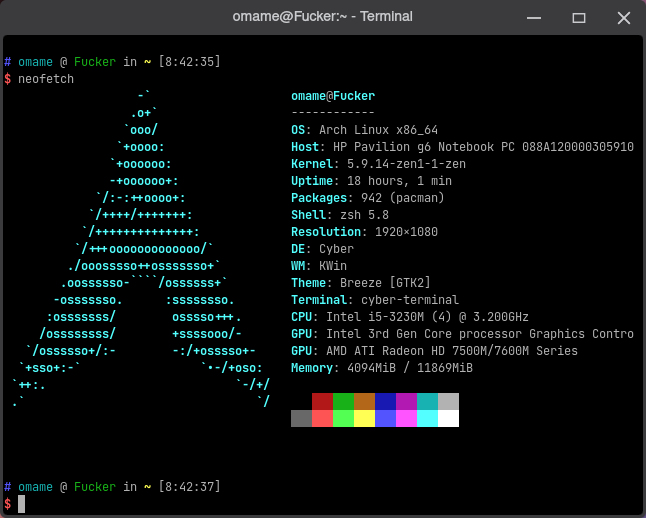 omame@Fucker:~ - Terminal
# omame @ Fucker in ~ [8:42:35]
$ neofetch
-`
.o+`
`ooo/
`+oooo:
`+oooooo:
-+oooooo+:
`/:-:++oooo+:
`/++++/+++++++:
`/++++++++++++++:
`/+++ooooooooooooo/`
./ooosssso++osssssso+`
.oossssso-````/ossssss+`
-osssssso. :ssssssso.
:osssssss/ osssso+++.
/ossssssss/ +ssssooo/-
`/ossssso+/:- -:/+osssso+-
`+sso+:-` `.-/+oso:
`++:. `-/+/
.` `/
omame@Fucker
------------
OS: Arch Linux x86_64
Host: HP Pavilion g6 Notebook PC 088A120000305910
Kernel: 5.9.14-zen1-1-zen
Uptime: 18 hours, 1 min
Packages: 942 (pacman)
Shell: zsh 5.8
Resolution: 1920×1080
DE: Cyber
WM: KWin
Theme: Breeze [GTK2]
Terminal: cyber-terminal
CPU: Intel i5-3230M (4) @ 3.200GHz
GPU: Intel 3rd Gen Core processor Graphics Contro
GPU: AMD ATI Radeon HD 7500M/7600M Series
Memory: 4094MiB / 11869MiB
# omame @ Fucker in ~ [8:42:37]
$